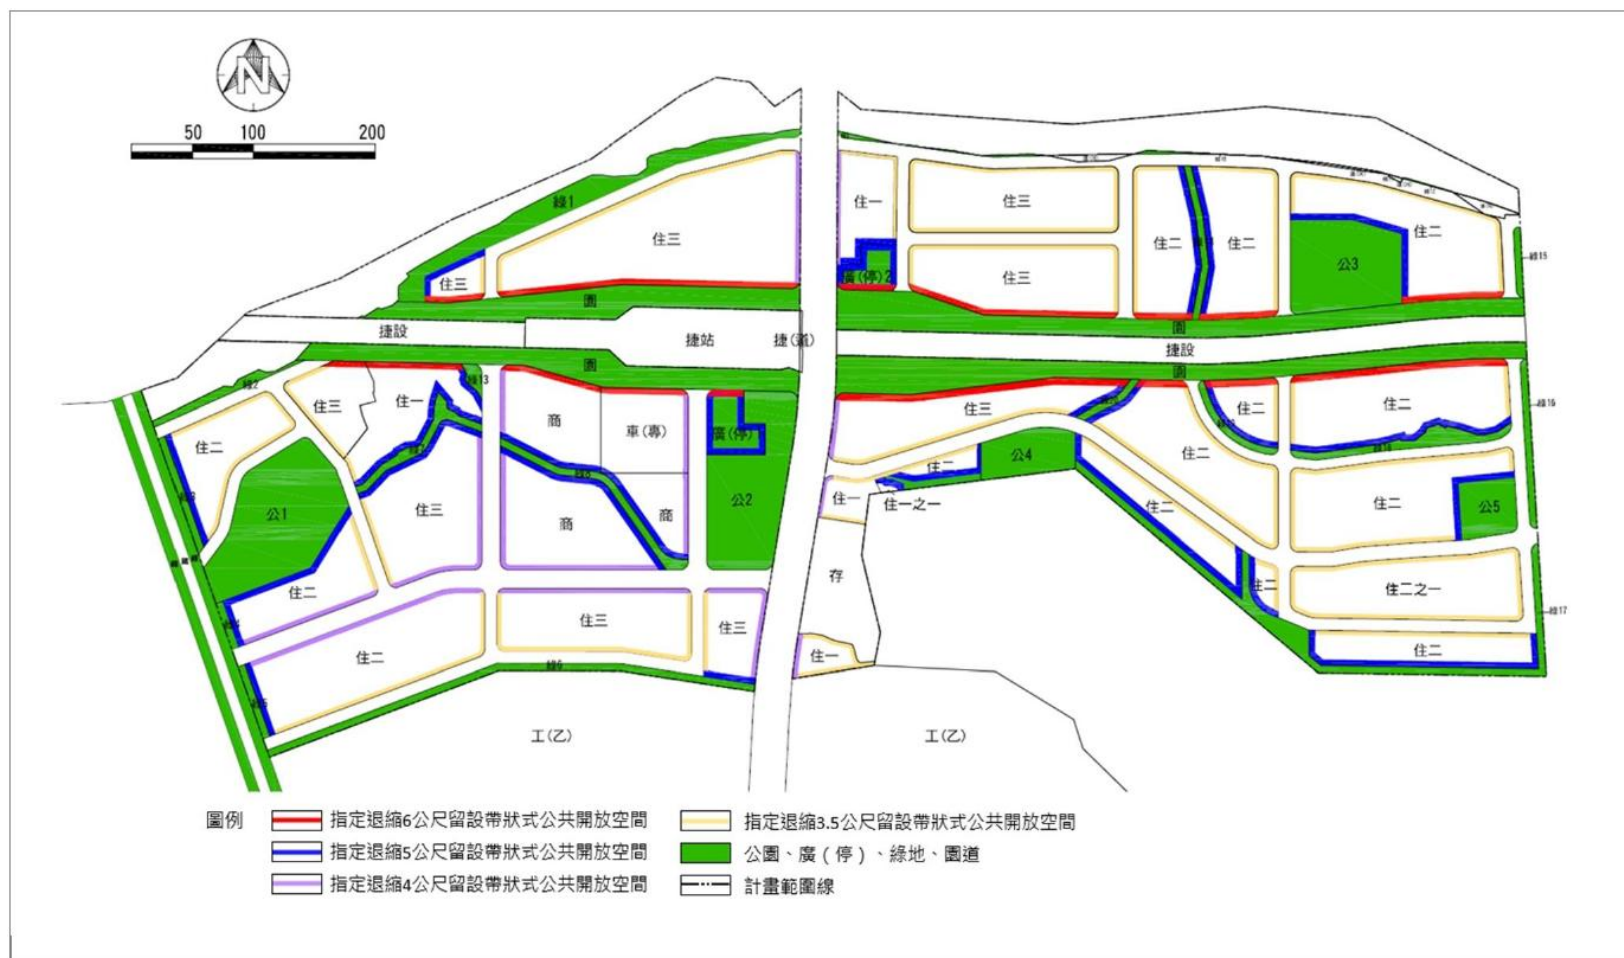 N
50 100 200
綠1
住三
住一
住三
住二
住二
住二
公3
綠15
住三
廣(停)2
住三
園
園
捷設
捷站
捷(道)
捷設
園
園
綠2
綠13
住三
住一
商
車(專)
廣(停)
住三
住二
住二
綠16
住二
公1
住三
商
商
公2
公4
住二
住一
住一之一
住二
住二
住二
公5
住二
存
住二
住二之一
綠17
住二
住三
住三
住一
住二
綠6
工(乙)
工(乙)
圖例
指定退縮6公尺留設帶狀式公共開放空間
指定退縮3.5公尺留設帶狀式公共開放空間
指定退縮5公尺留設帶狀式公共開放空間
公園、廣(停)、綠地、園道
指定退縮4公尺留設帶狀式公共開放空間
計畫範圍線